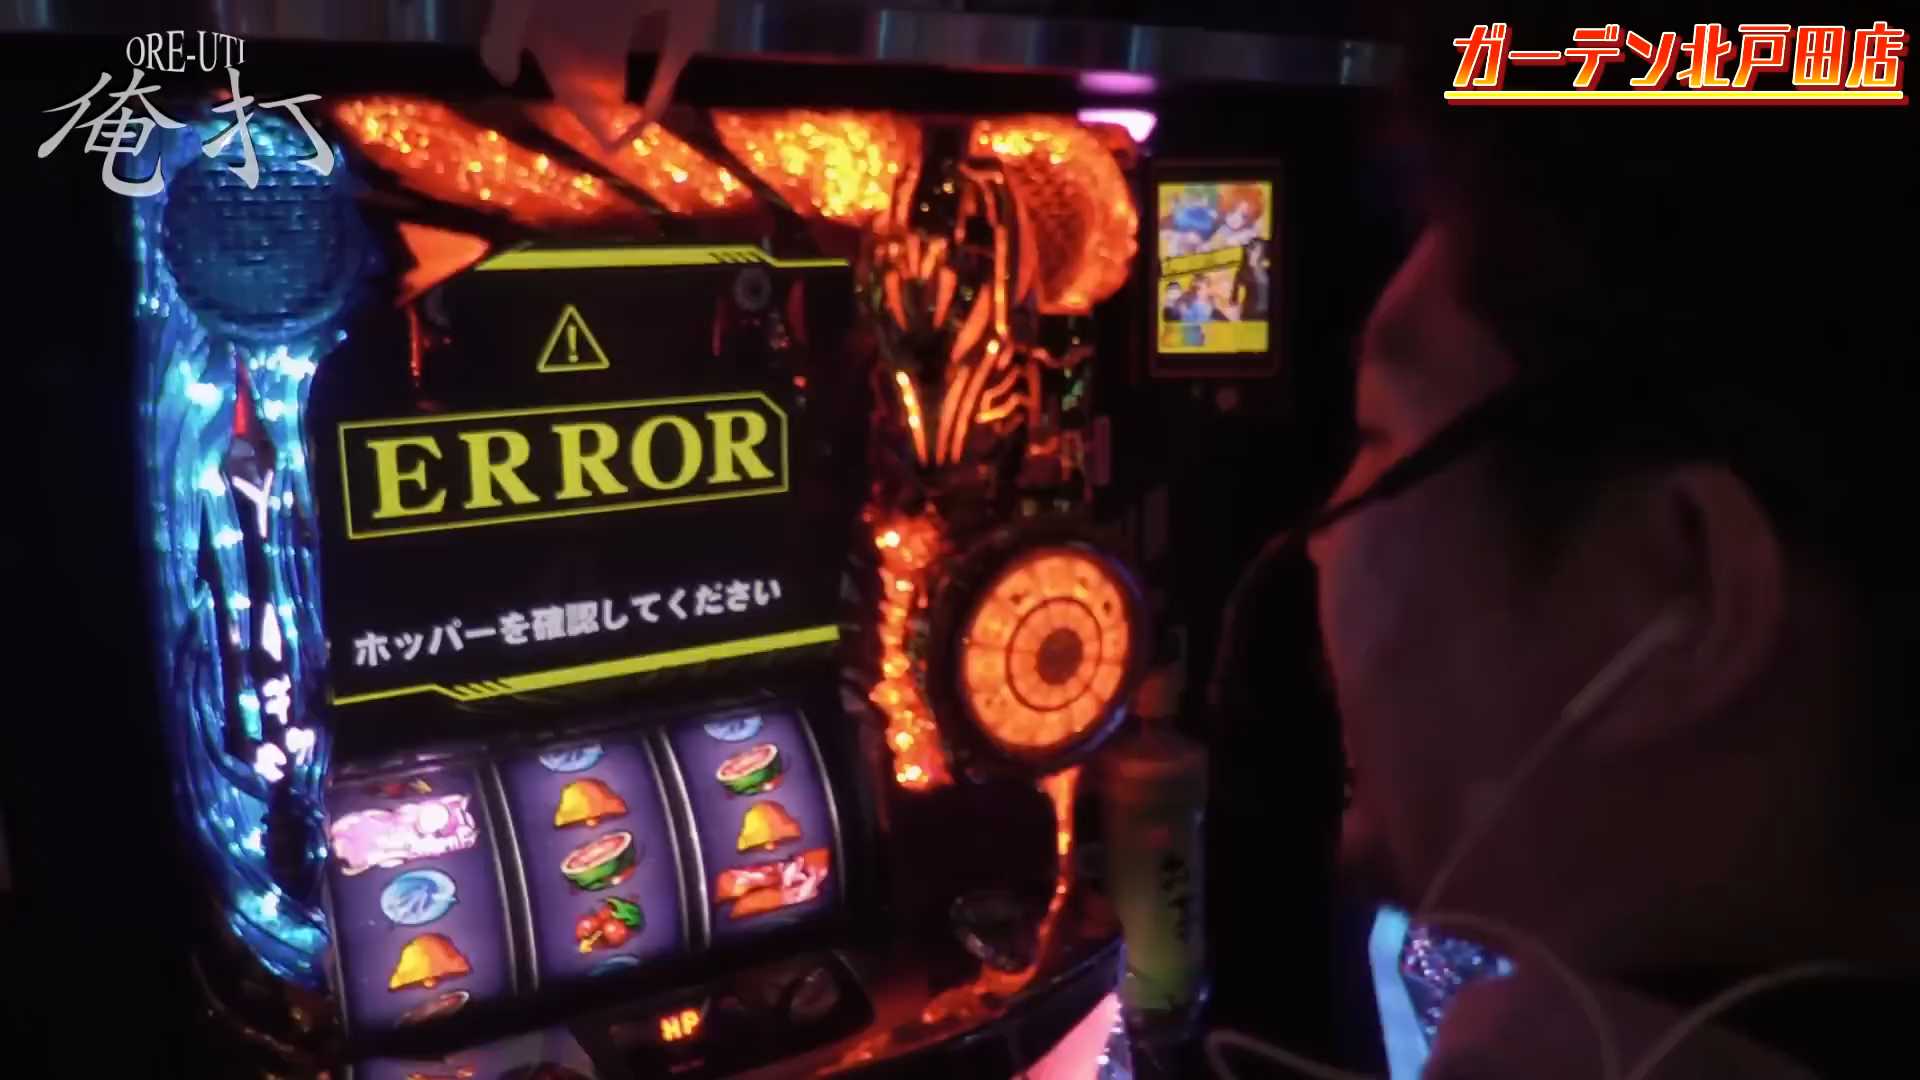 ORE-UTI
俺打
ガーデン北戸田店
ERROR
ホッパーを確認してください
HP